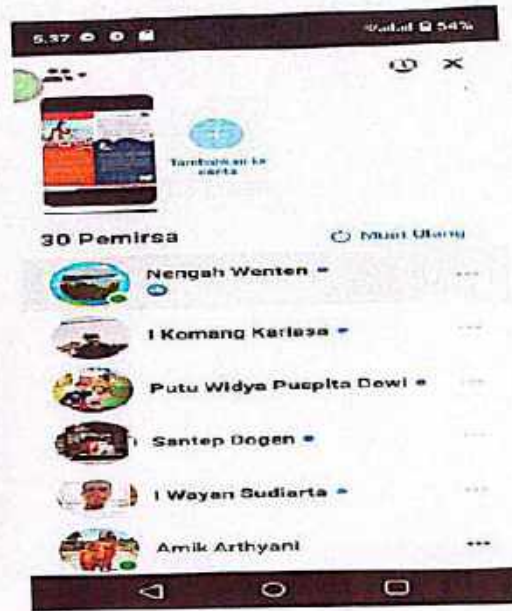 5.37
54%
Tambahkan ke
cerita
30 Pemirsa
Muat Ulang
Nengah Wenten
I Komang Kariasa
Putu Widya Puspita Dewi
Santep Dogen
I Wayan Sudiarta
Amik Arthyani